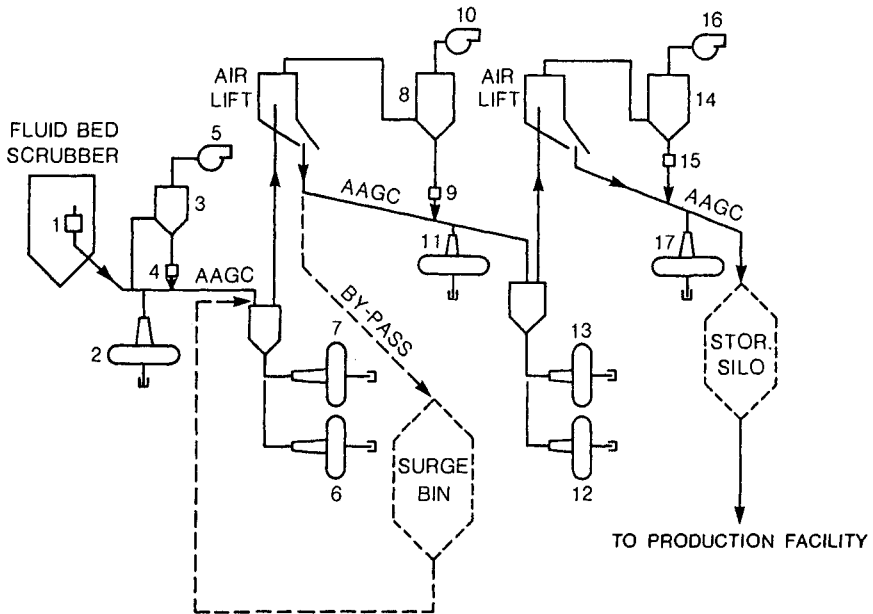 10
16
AIR
LIFT
8
AIR
LIFT
14
FLUID BED
SCRUBBER
5
3
15
1
AAGC
9
AAGC
4
AAGC
11
17
2
7
BY-PASS
13
STOR.
SILO
6
SURGE
BIN
12
TO PRODUCTION FACILITY